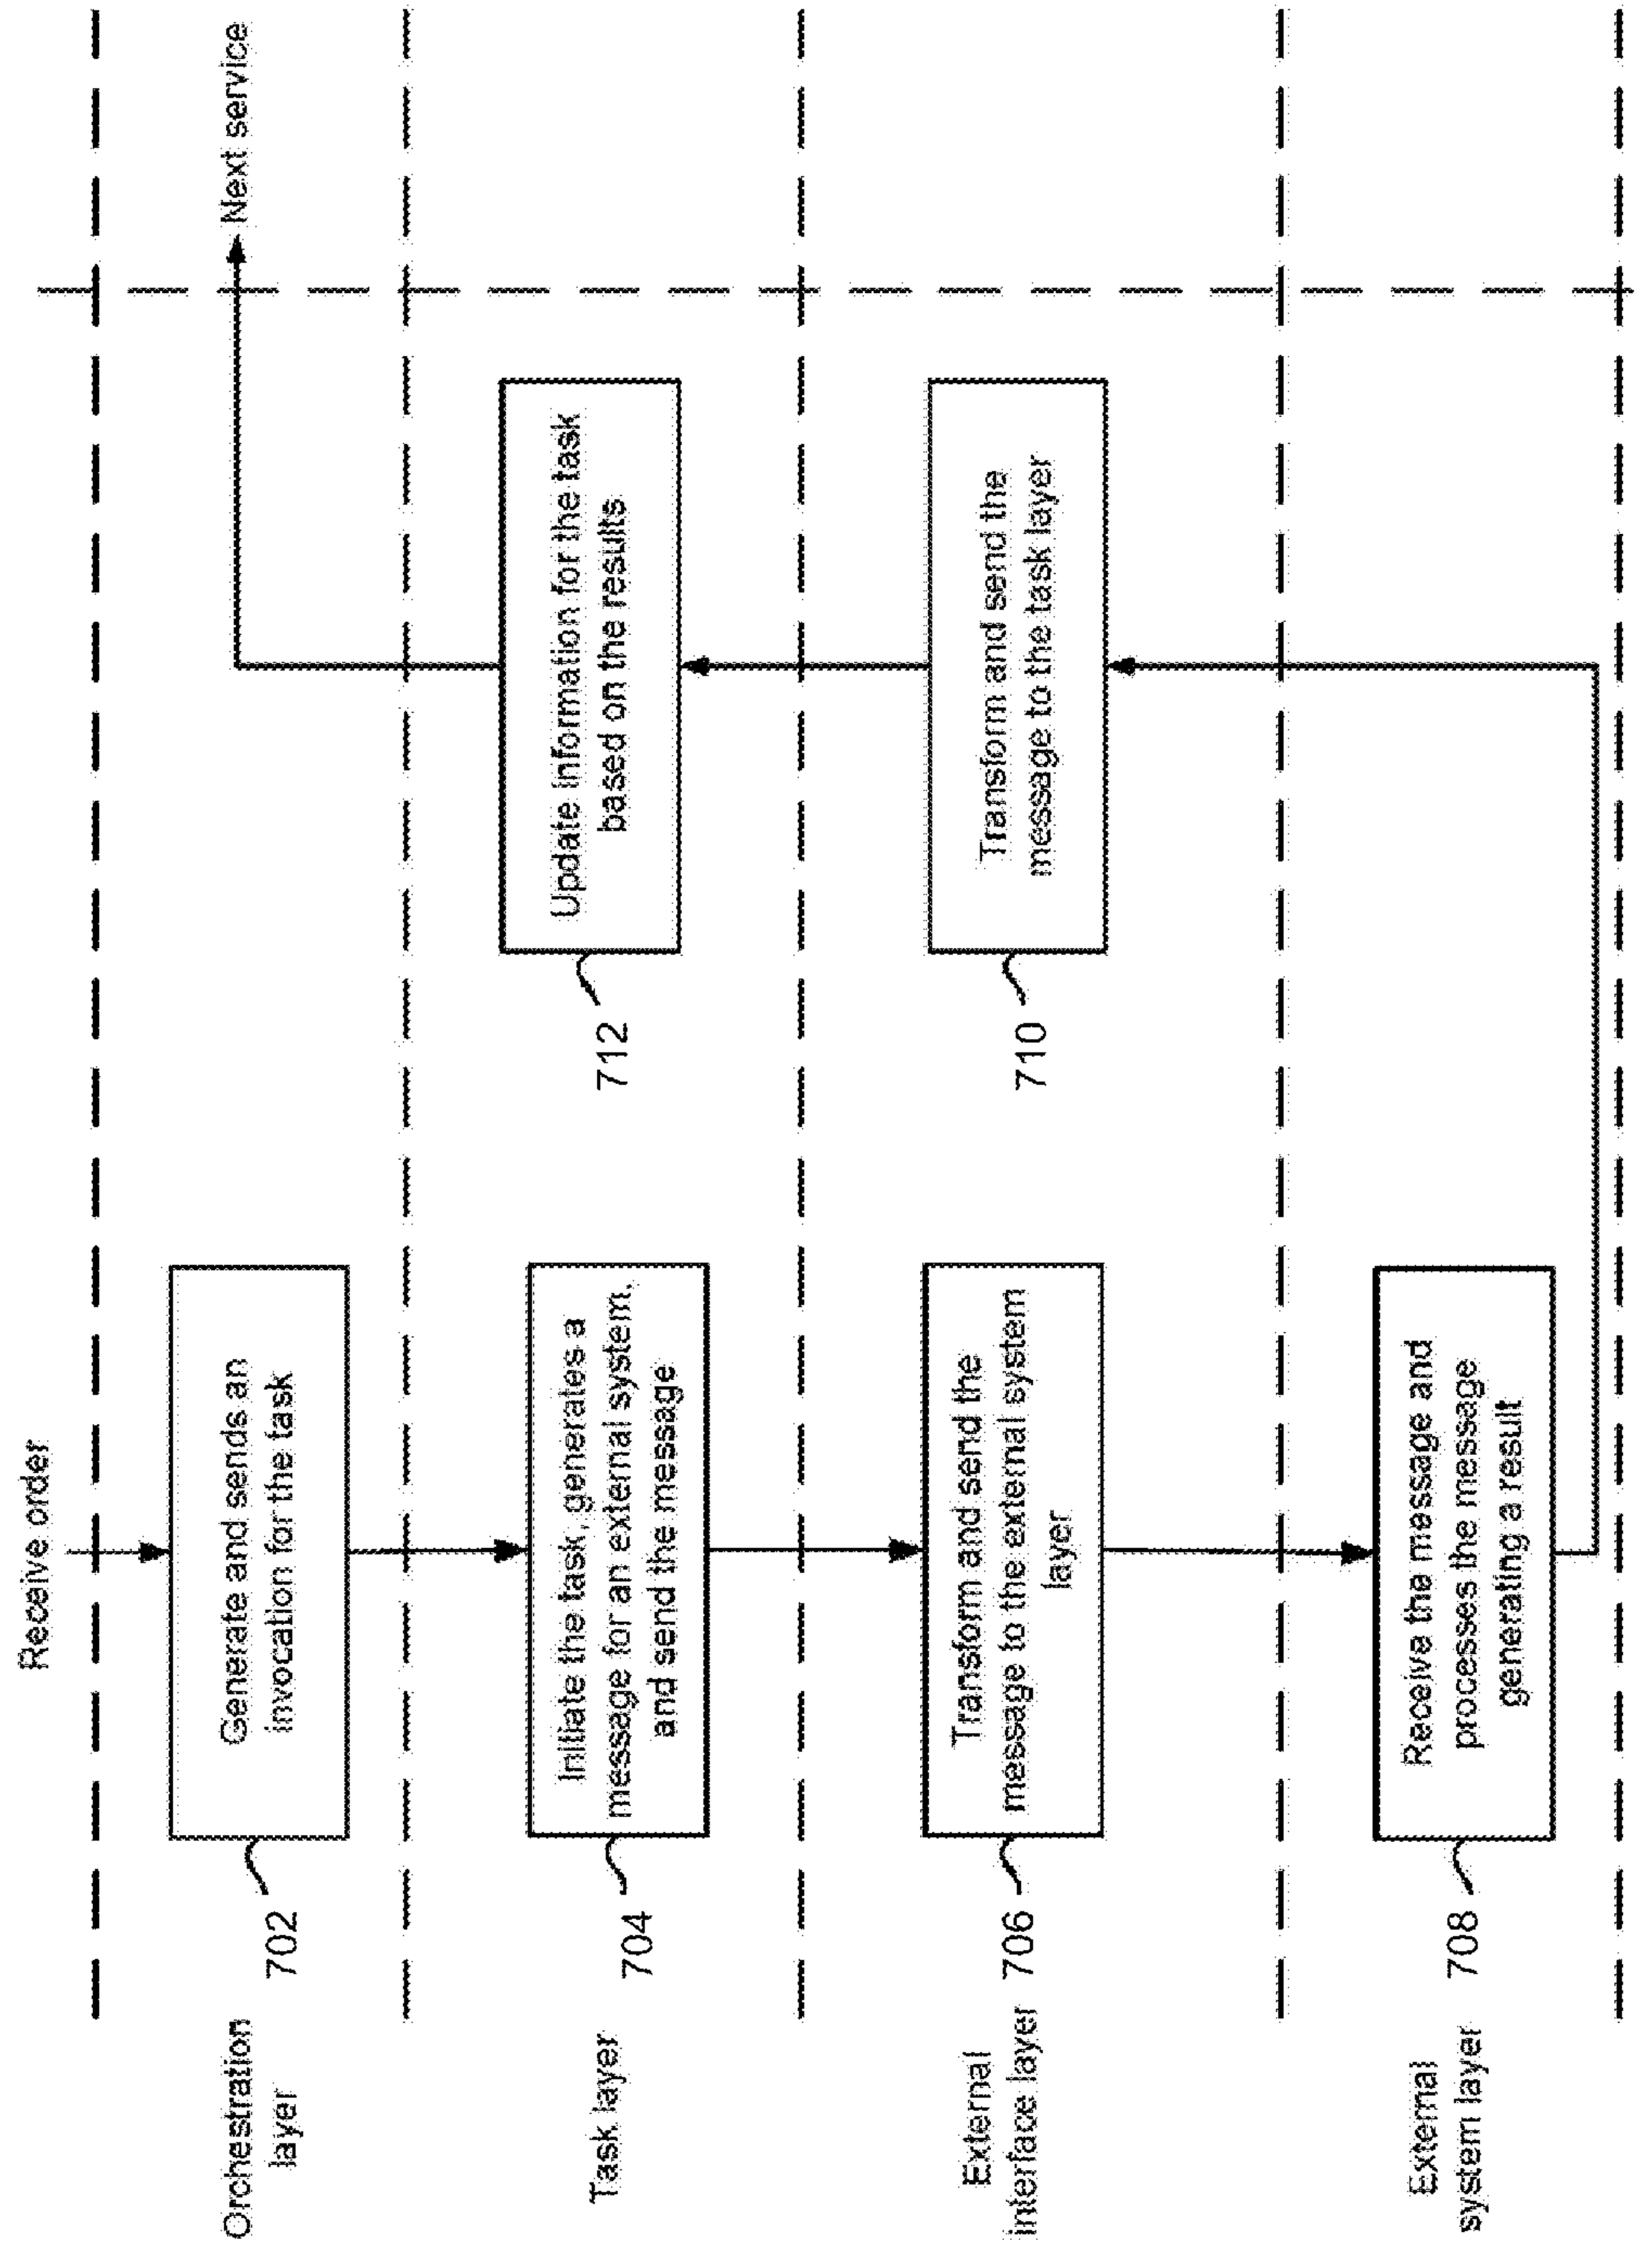 Receive order
Orchestration
layer
702
Generate and sends an
invocation for the task
Next service
Task layer
704
Initiate the task, generates a
message for an external system,
and send the message
712
Update information for the task
based on the results
External
interface layer
706
Transform and send the
message to the external system
layer
710
Transform and send the
message to the task layer
External
system layer
708
Receive the message and
processes the message
generating a result